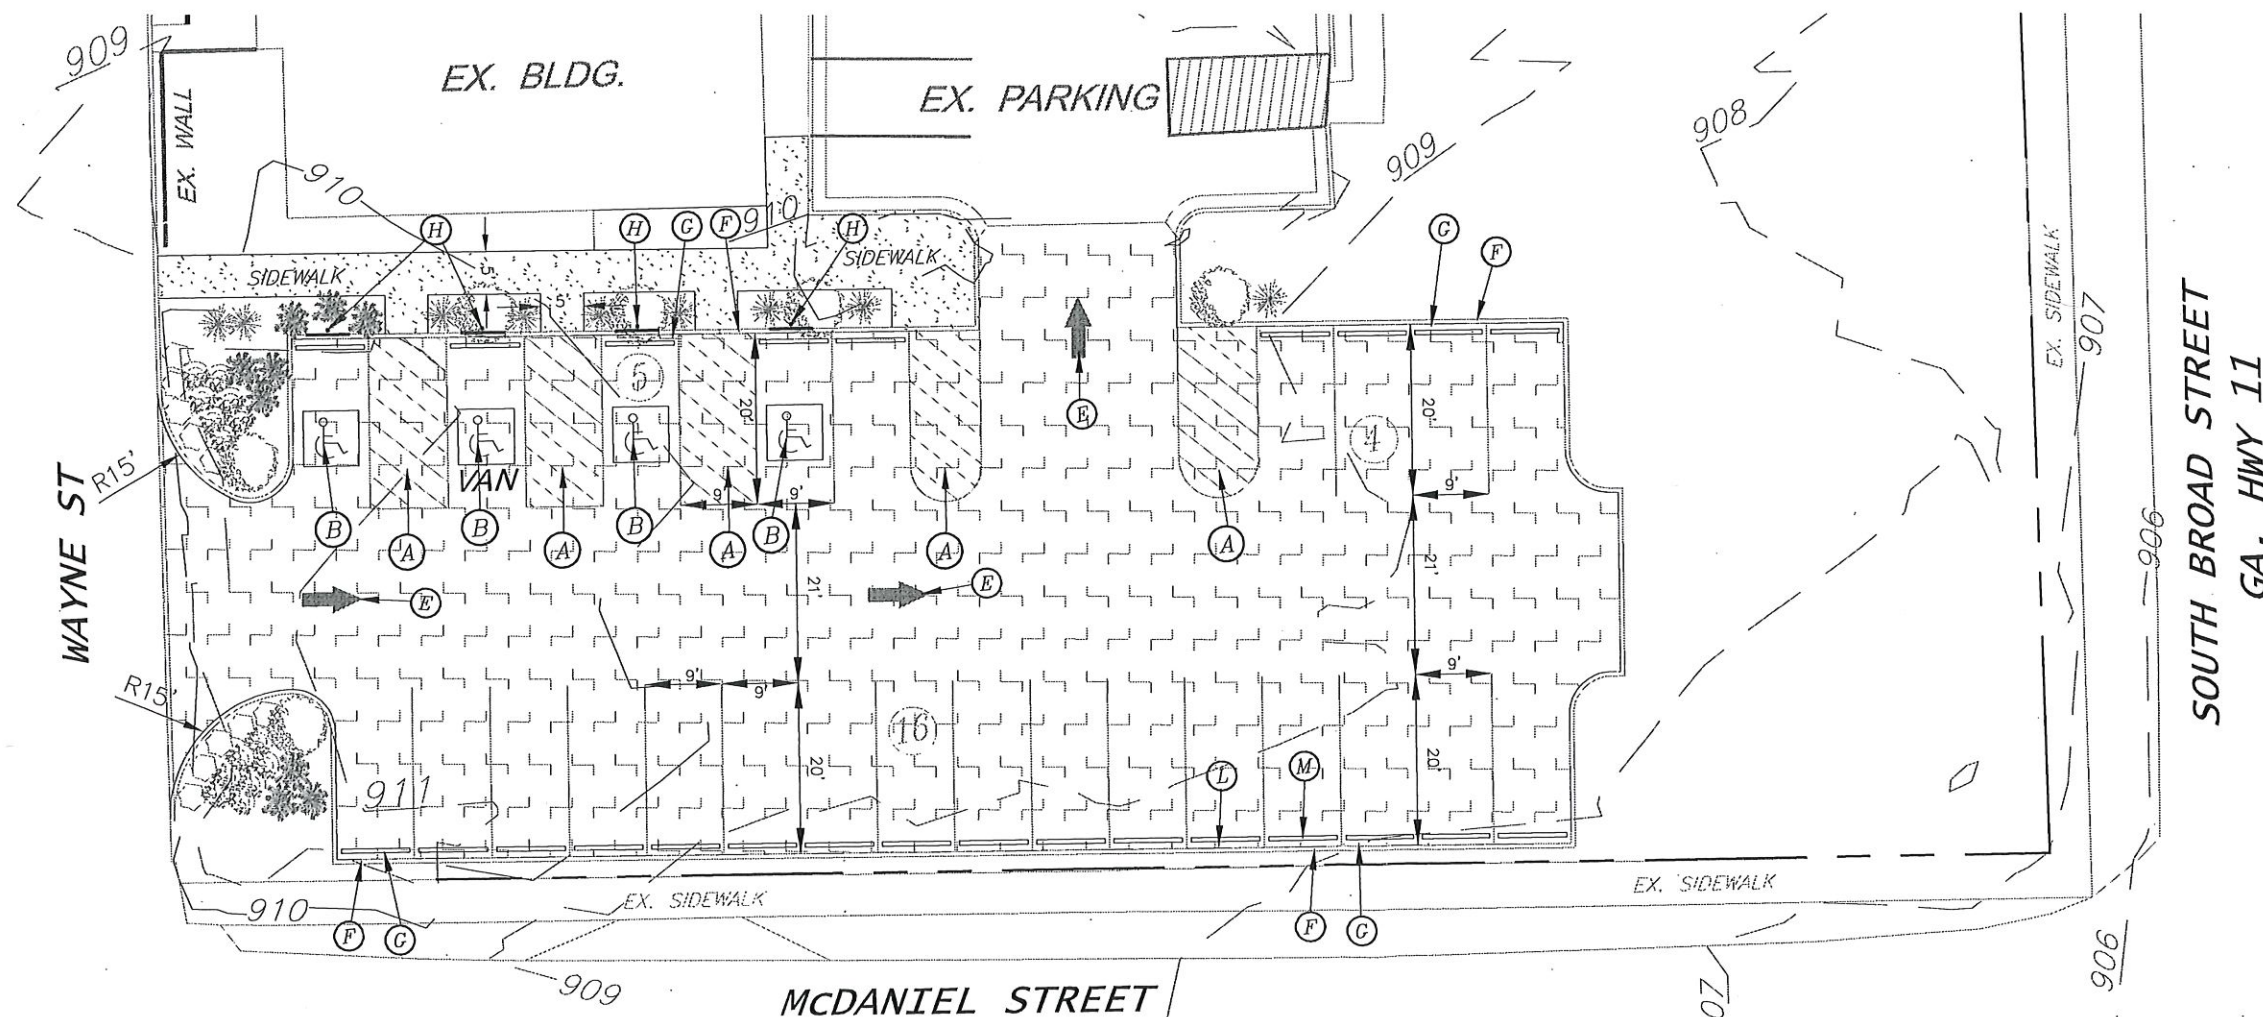 909
EX. BLDG.
EX. PARKING
EX. WALL
908
909
910
910
H
H
G
F
H
G
F
SIDEWALK
5'
5'
SIDEWALK
EX. SIDEWALK
907
SOUTH BROAD STREET
GA. HWY 11
5
20'
E
20'
4
WAYNE ST
R15'
VAN
9'
9'
9'
B
A
B
A
B
A
B
A
A
906
E
21'
E
21'
R15'
9'
9'
9'
16
20'
20'
L
M
911
EX. SIDEWALK
EX. SIDEWALK
910
F
G
F
G
909
McDANIEL STREET
906